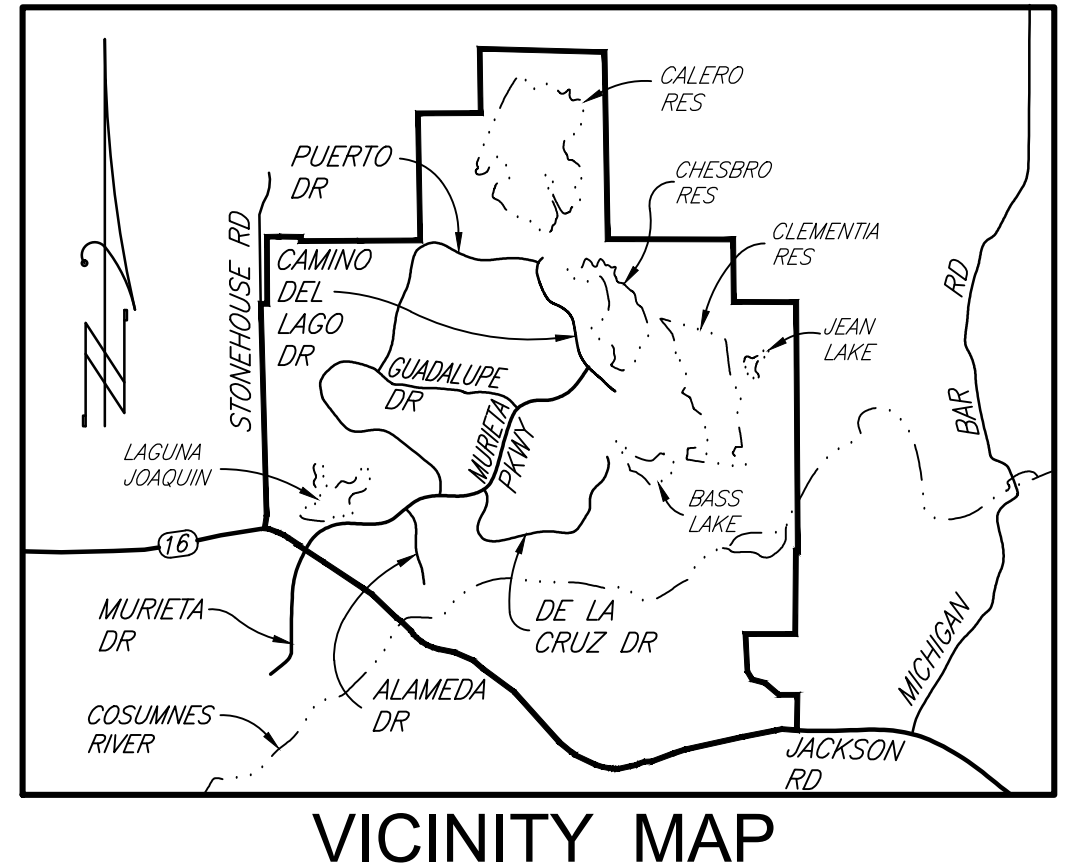 CALERO
RES
PUERTO
DR
CHESBRO
RES
STONEHOUSE RD
CLEMENTIA
RES
CAMINO
DEL
LAGO
DR
RD
JEAN
LAKE
GUADALUPE
DR
BAR
MURIETA
PKWY
LAGUNA
JOAQUIN
BASS
LAKE
16
N
MURIETA
DR
DE LA
CRUZ DR
MICHIGAN
ALAMEDA
DR
COSUMNES
RIVER
JACKSON
RD
VICINITY MAP